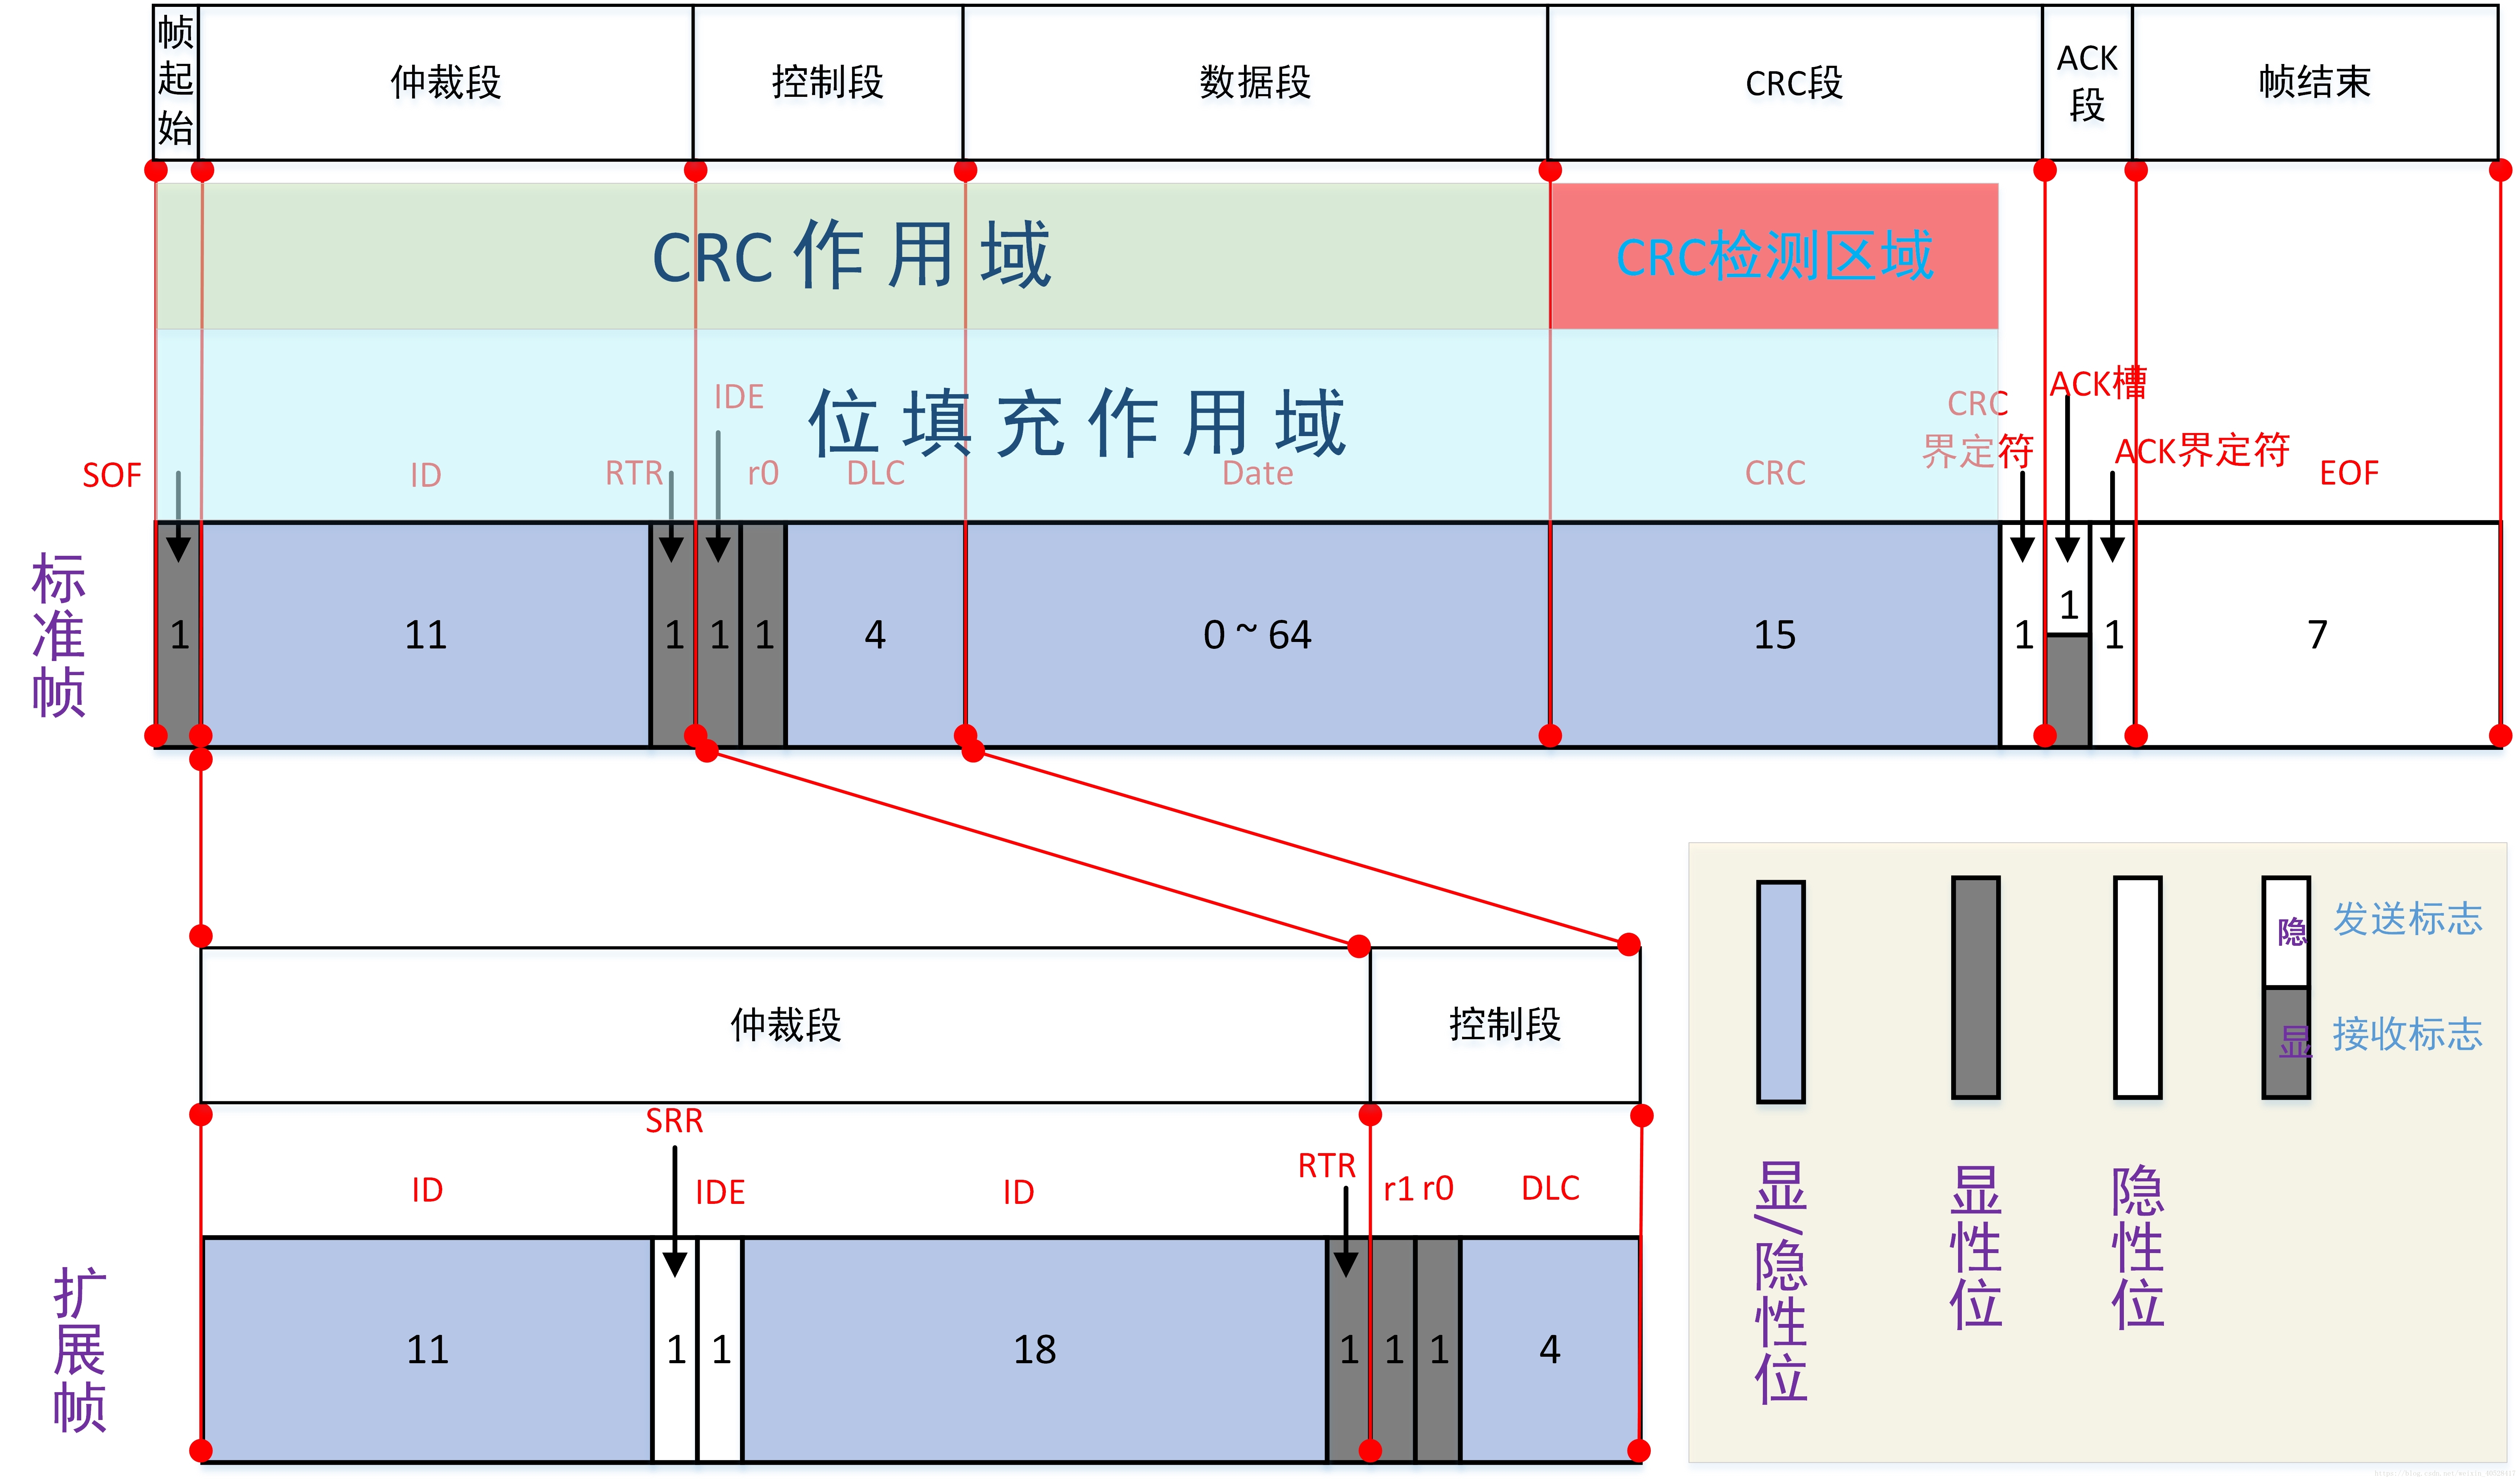 帧起始
仲裁段
控制段
数据段
CRC段
ACK段
帧结束
CRC 作 用 域
CRC检测区域
位 填 充 作 用 域
SOF
ID
RTR
IDE
r0
DLC
Date
CRC
CRC
界定符
ACK槽
ACK界定符
EOF
标准帧
1
11
1
1
1
4
0 ~ 64
15
1
1
1
7
仲裁段
控制段
ID
SRR
IDE
ID
RTR
r1
r0
DLC
扩展帧
11
1
1
18
1
1
1
4
显/隐性位
显性位
隐性位
隐
发送标志
显
接收标志